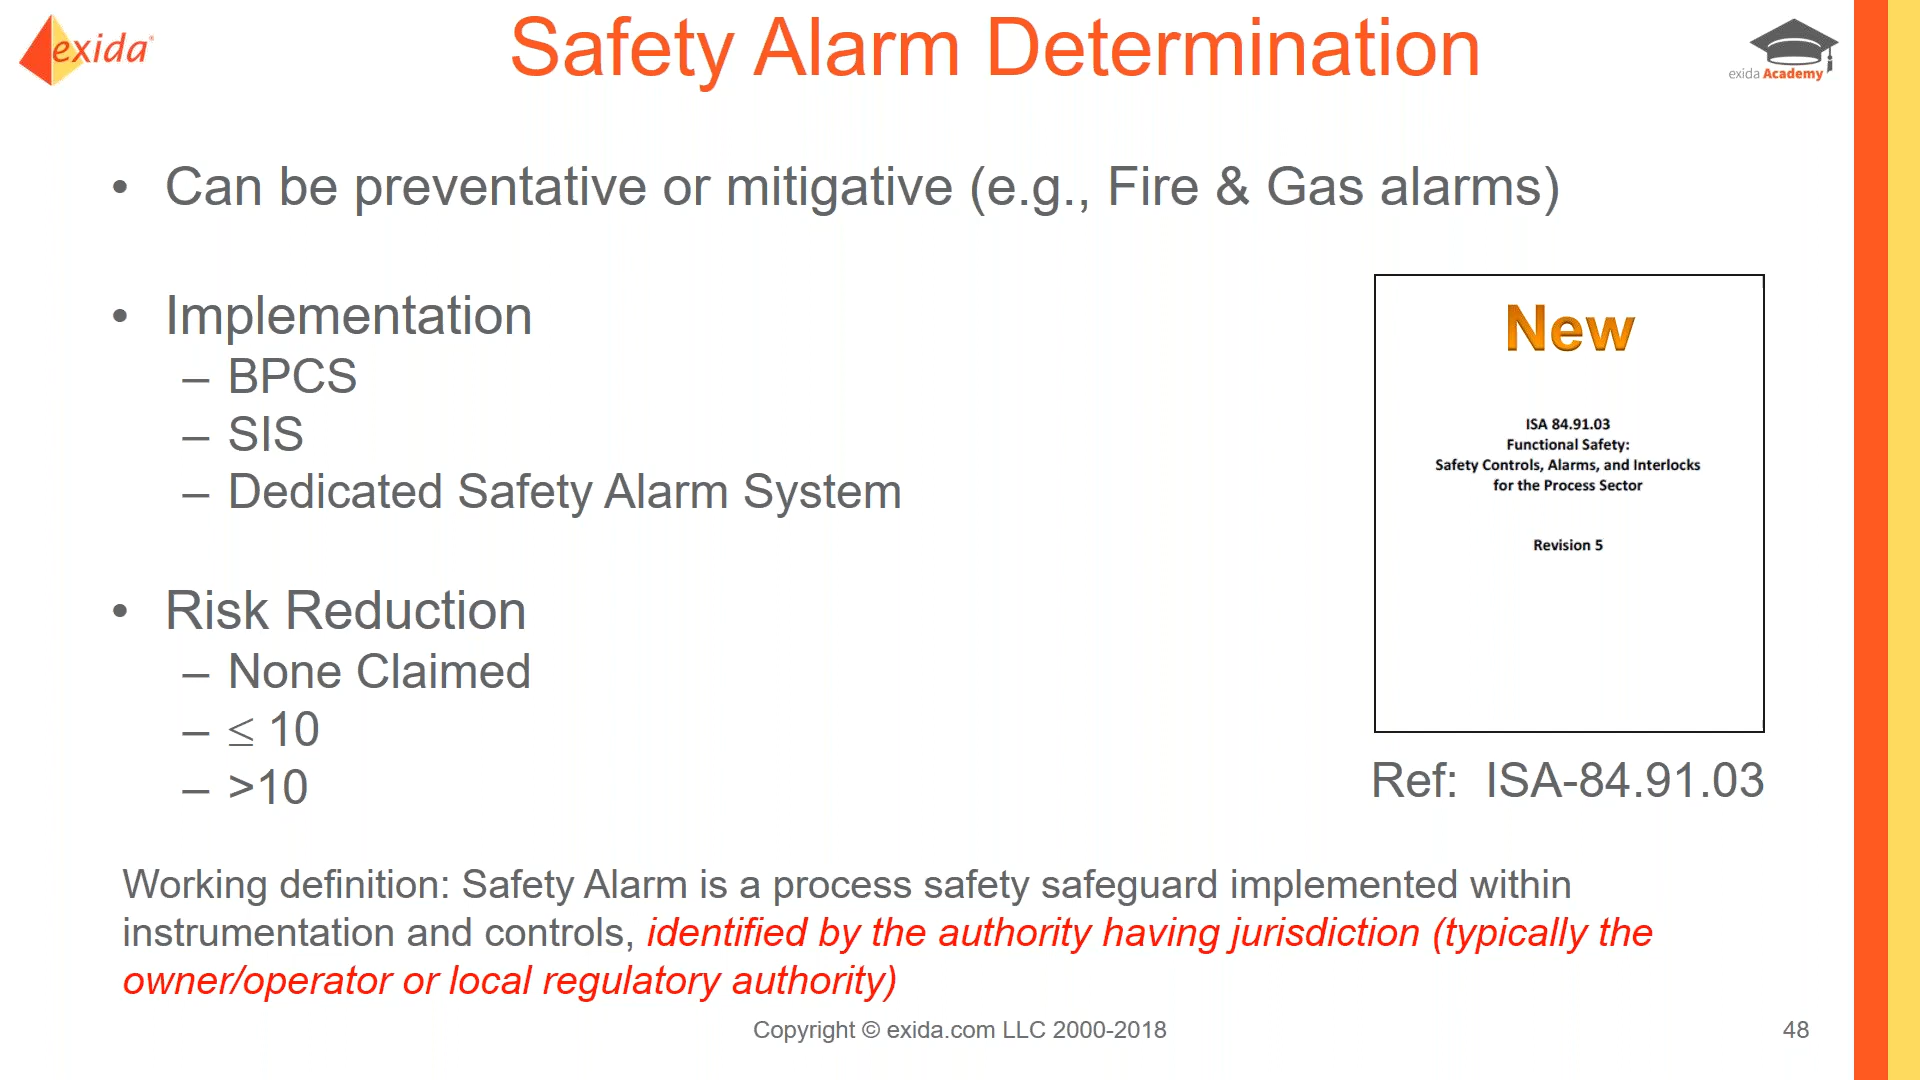 exida
Safety Alarm Determination
exida Academy
• Can be preventative or mitigative (e.g., Fire & Gas alarms)
• Implementation
– BPCS
– SIS
– Dedicated Safety Alarm System
• Risk Reduction
– None Claimed
– ≤ 10
– >10
New
ISA 84.91.03
Functional Safety:
Safety Controls, Alarms, and Interlocks
for the Process Sector
Revision 5
Ref: ISA-84.91.03
Working definition: Safety Alarm is a process safety safeguard implemented within
instrumentation and controls, identified by the authority having jurisdiction (typically the
owner/operator or local regulatory authority)
Copyright © exida.com LLC 2000-2018
48